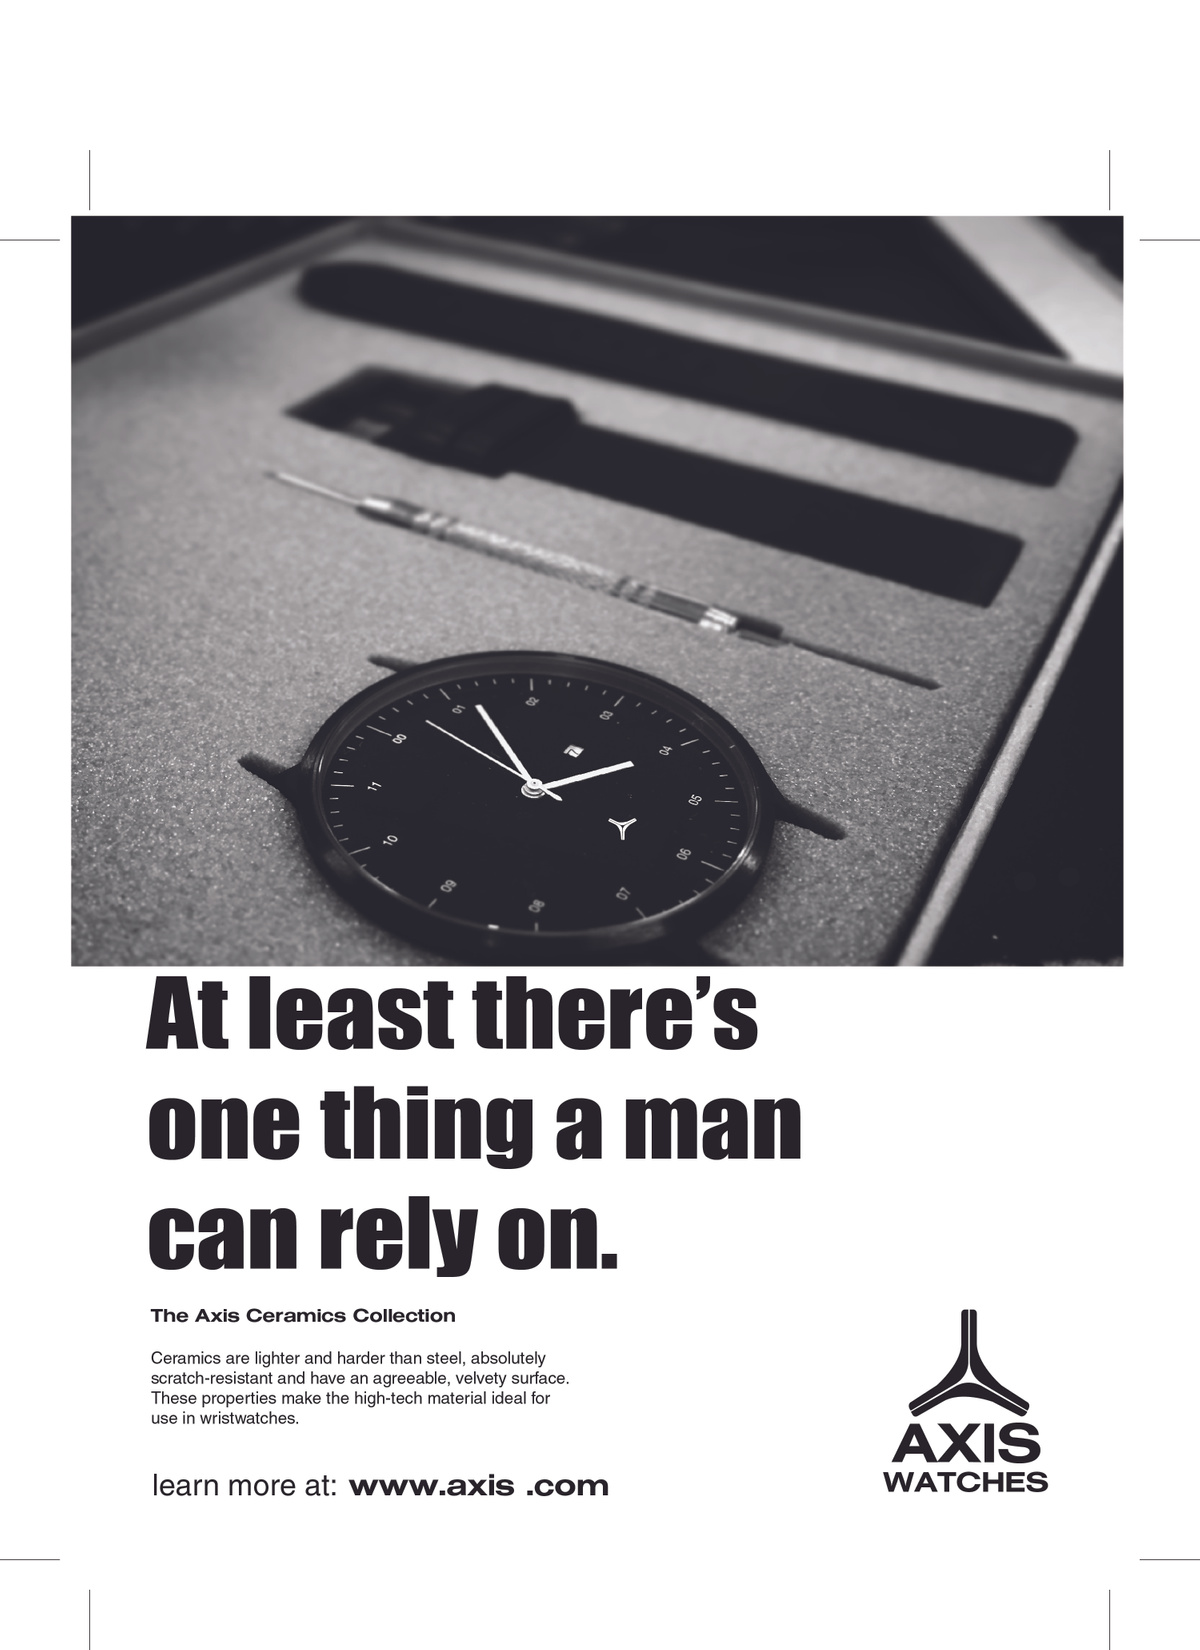 00
01
02
03
04
05
06
07
08
09
10
11
7
At least there’s
one thing a man
can rely on.
The Axis Ceramics Collection
Ceramics are lighter and harder than steel, absolutely
scratch-resistant and have an agreeable, velvety surface.
These properties make the high-tech material ideal for
use in wristwatches.
learn more at: www.axis .com
AXIS
WATCHES